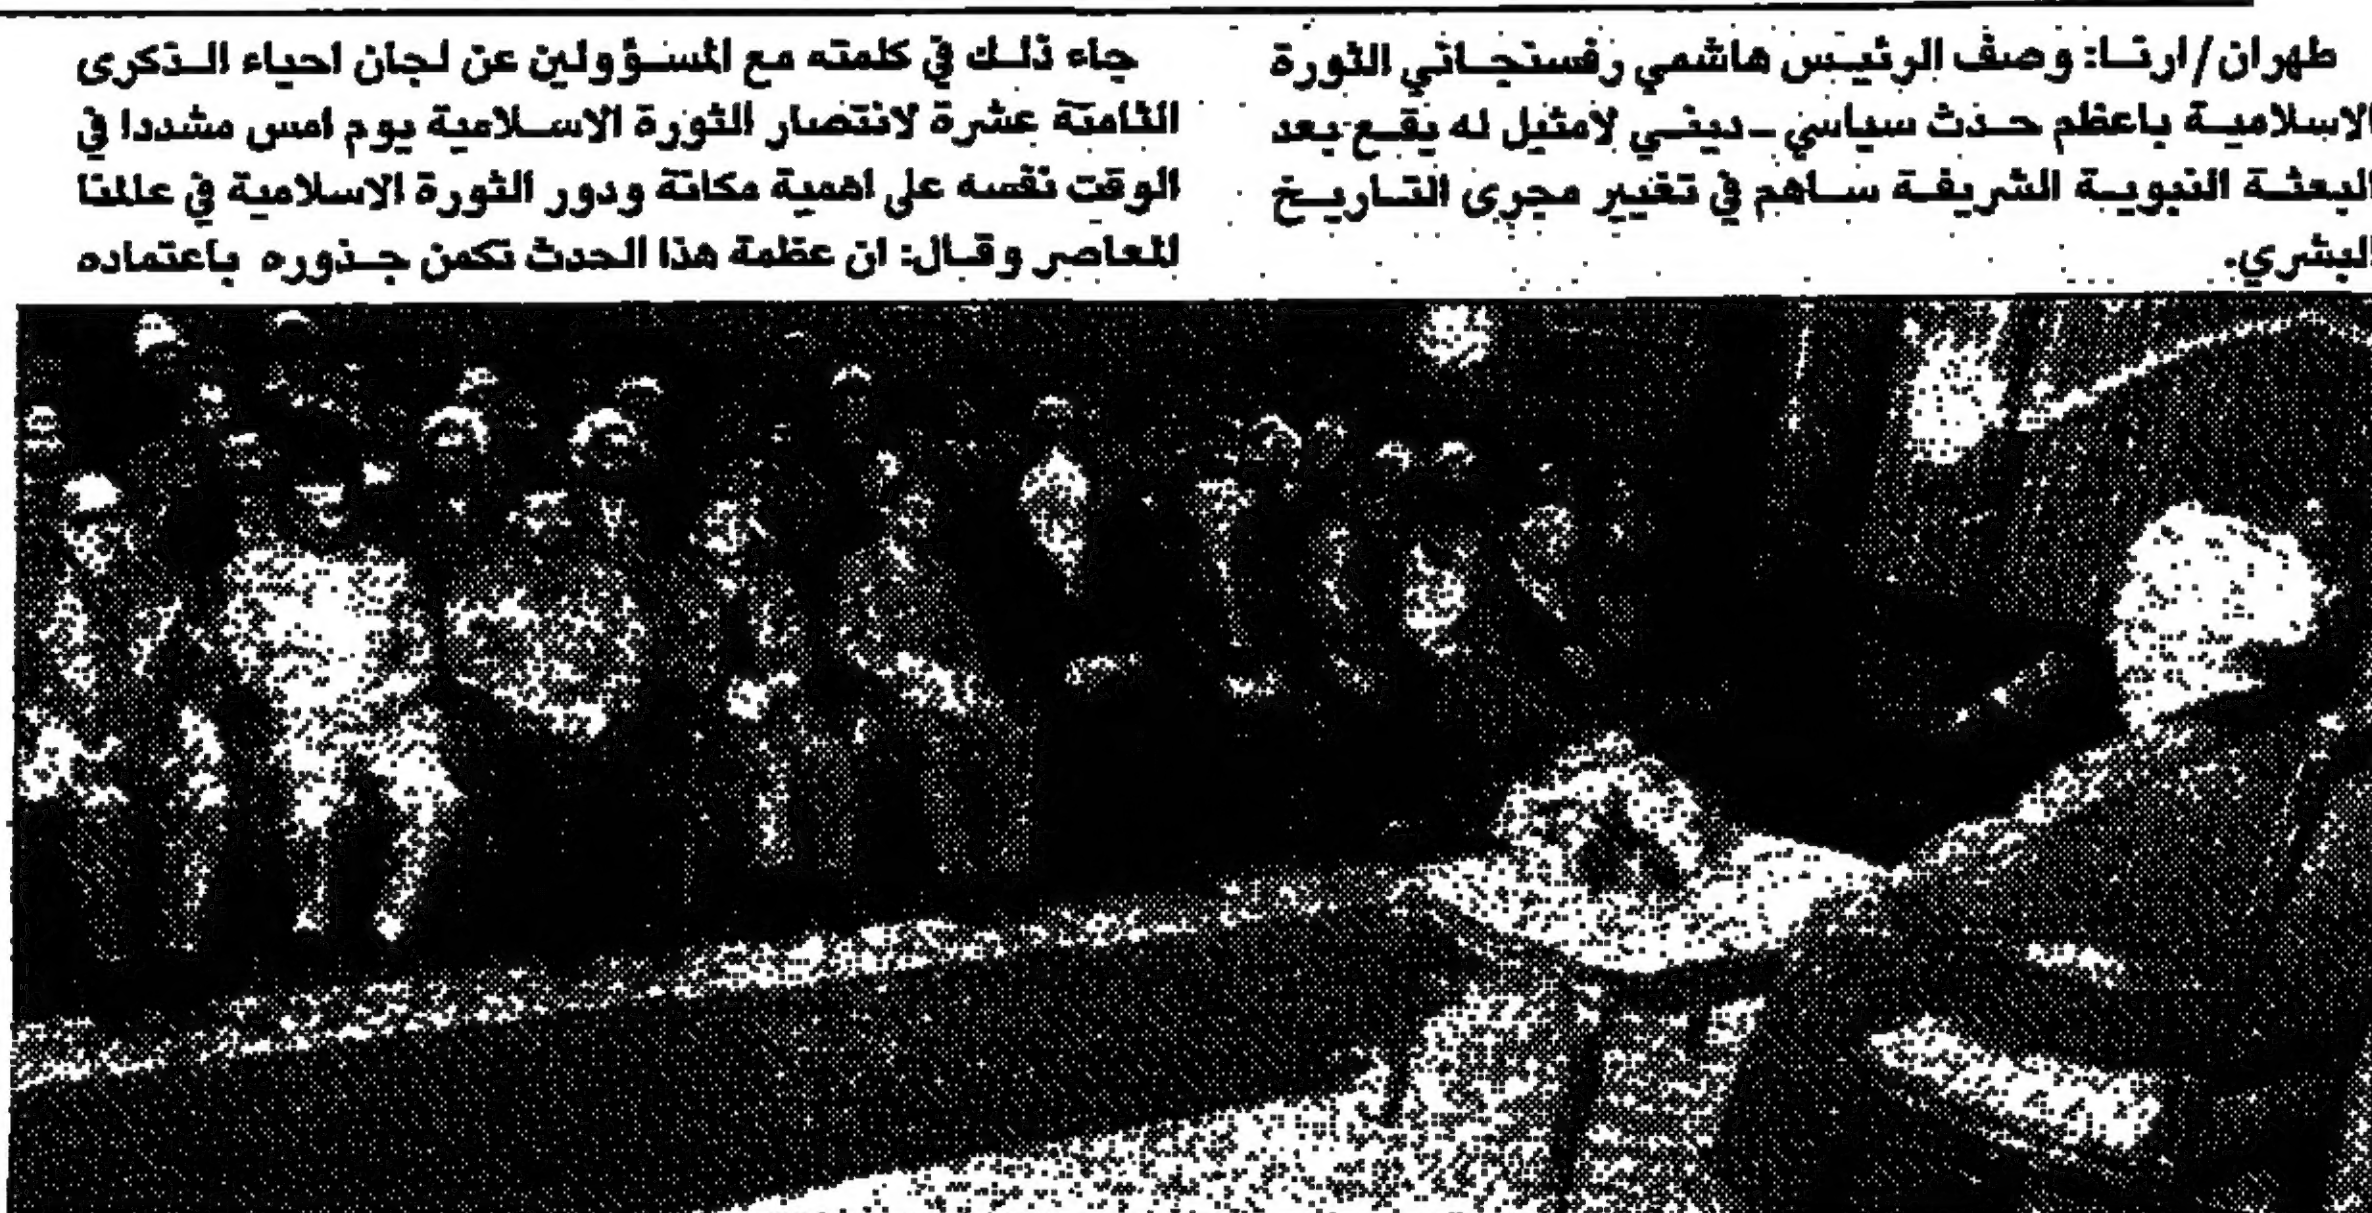 طهران/ارنا: وصف الرئيس هاشمي رفسنجاني الثورة
الاسلامية باعظم حدث سياسي ـ ديني لامثيل له يقع بعد
البعثة النبوية الشريفة ساهم في تغيير مجرى التاريخ
البشري.
جاء ذلك في كلمته مع المسؤولين عن لجان احياء الذكرى
الثامنة عشرة لانتصار الثورة الاسلامية يوم امس مشددا في
الوقت نفسه على اهمية مكانة ودور الثورة الاسلامية في عالمنا
المعاصر وقال: ان عظمة هذا الحدث تكمن جذوره باعتماده